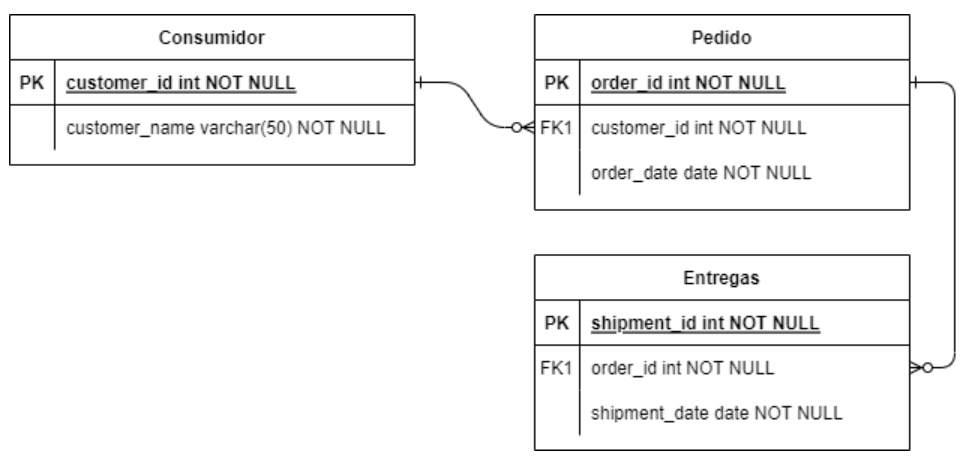 Consumidor
PK customer_id int NOT NULL
customer_name varchar(50) NOT NULL
Pedido
PK order_id int NOT NULL
FK1 customer_id int NOT NULL
order_date date NOT NULL
Entregas
PK shipment_id int NOT NULL
FK1 order_id int NOT NULL
shipment_date date NOT NULL